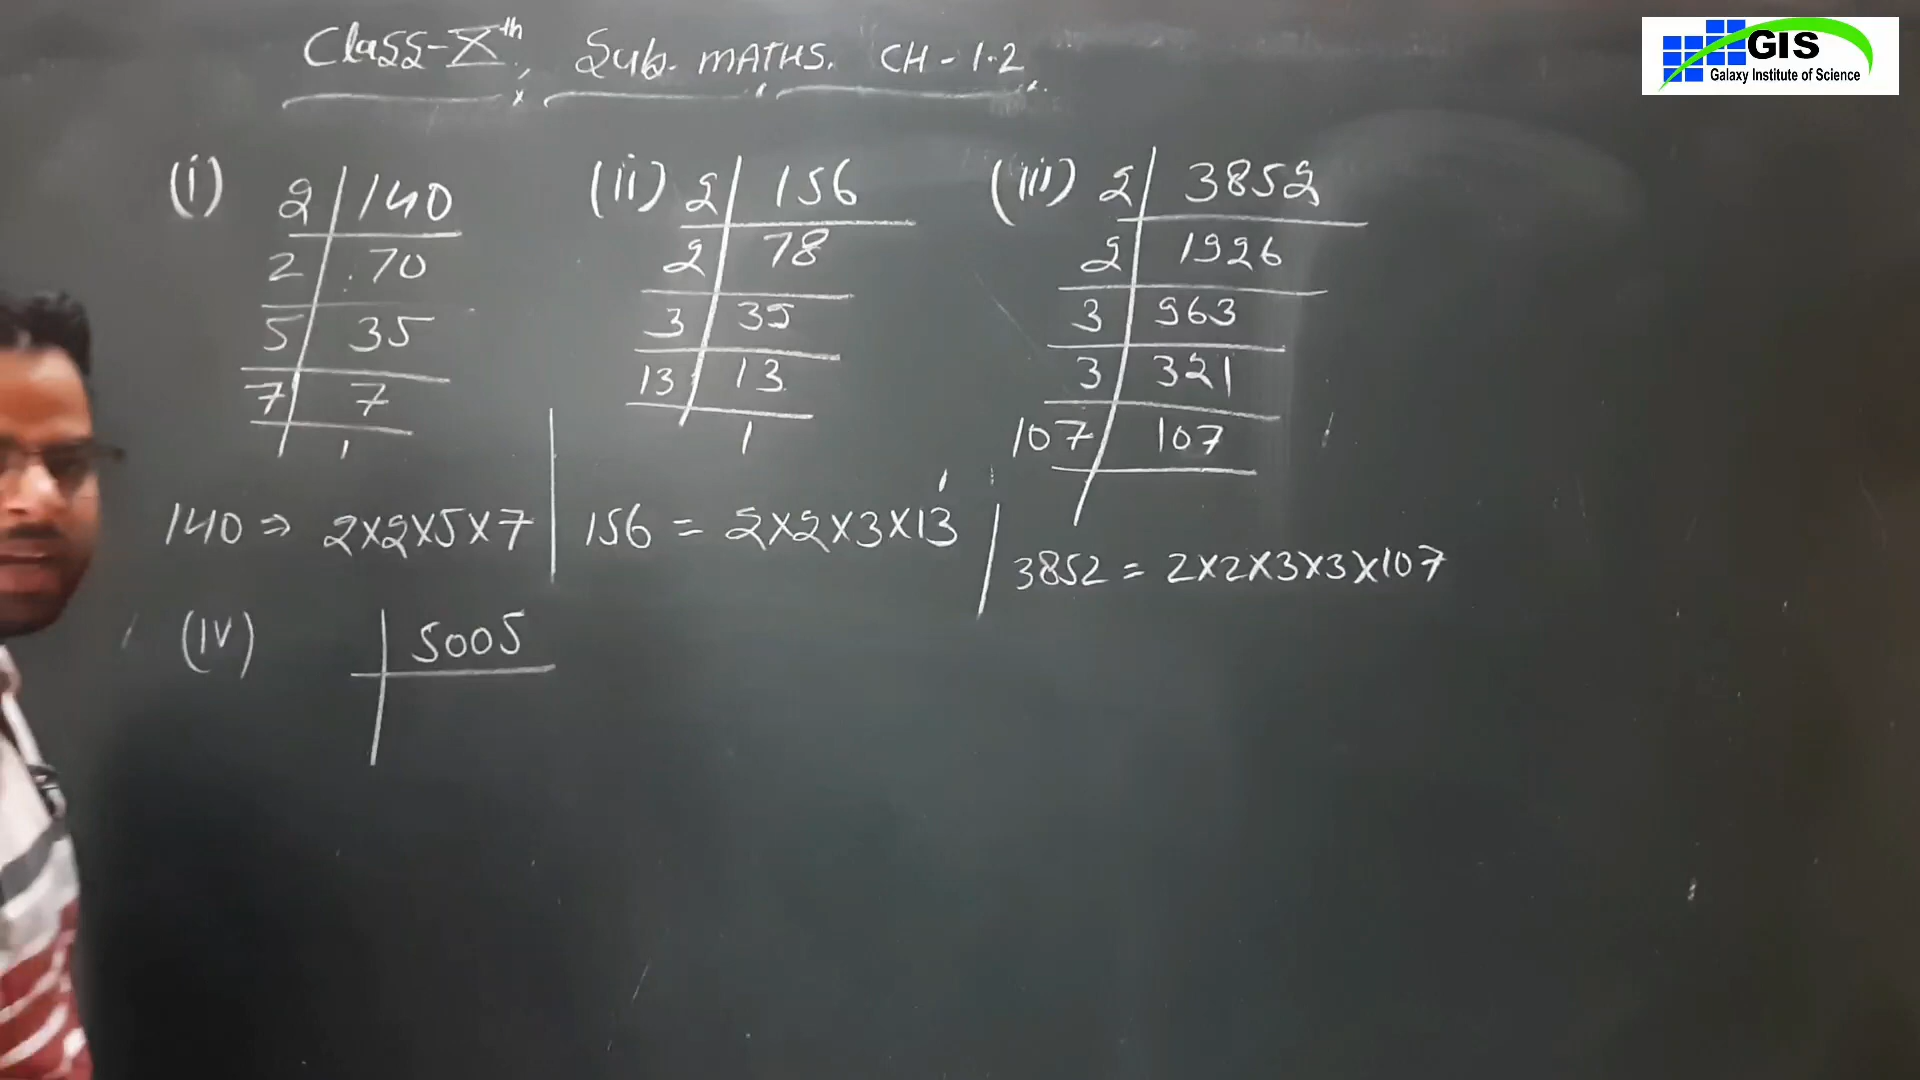 Class-Xth, Sub. MATHS. CH-1.2
GIS
Galaxy Institute of Science
(i) 2 | 140
2 | 70
5 | 35
7 | 7
1
140 ⇒ 2×2×5×7
(ii) 2 | 156
2 | 78
3 | 39
13 | 13
1
156 = 2×2×3×13
(iii) 2 | 3852
2 | 1926
3 | 963
3 | 321
107 | 107
3852 = 2×2×3×3×107
(iv) | 5005